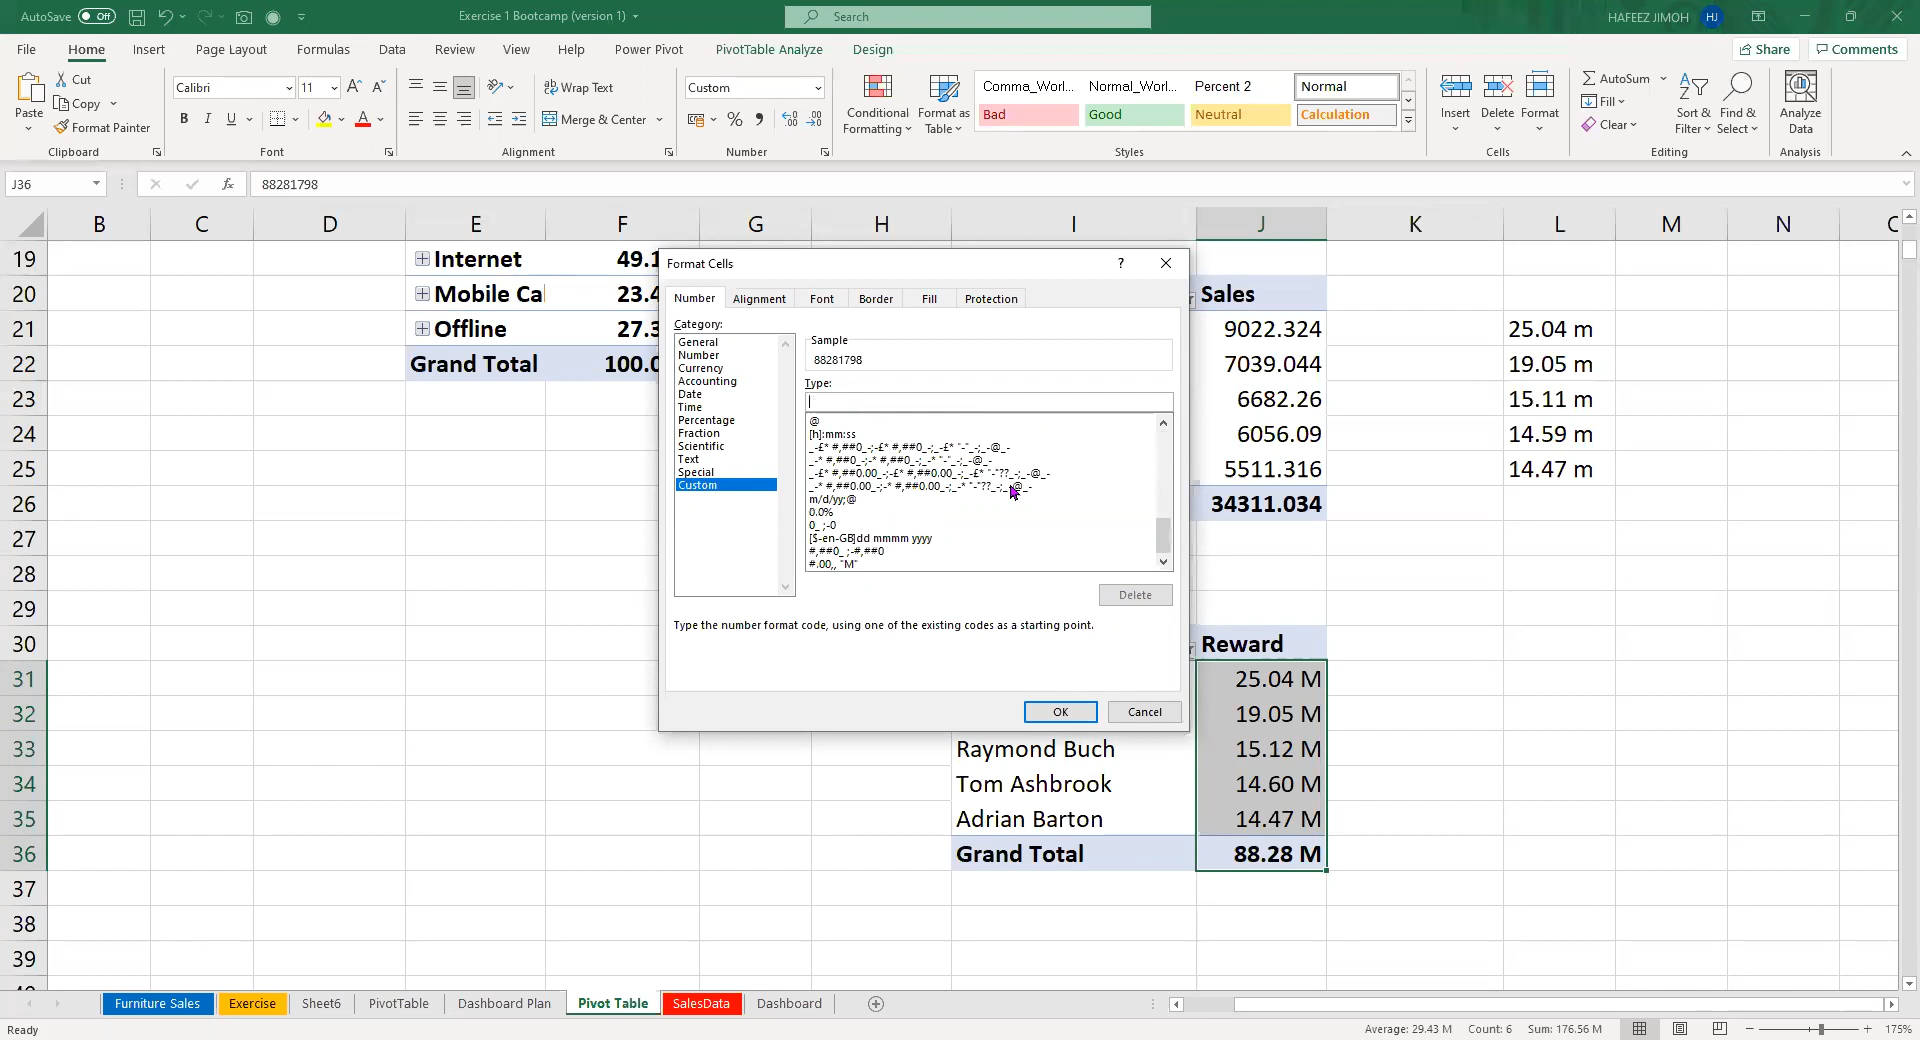 AutoSave Off Exercise 1 Bootcamp (version 1) Search HAFEEZ JIMOH HJ
File Home Insert Page Layout Formulas Data Review View Help Power Pivot PivotTable Analyze Design Share Comments
Paste Cut Copy Format Painter
Clipboard
Calibri 11
B I U
Font
Wrap Text
Merge & Center
Alignment
Custom
Number
Conditional Formatting
Format as Table
Comma_Worl... Normal_Worl... Percent 2 Normal
Bad Good Neutral Calculation
Styles
Insert Delete Format
Cells
AutoSum
Fill
Clear
Sort & Filter
Find & Select
Editing
Analyze Data
Analysis
J36 fx 88281798
B C D E F G H I J K L M N
19 Internet 49.1
20 Mobile Ca 23.4 Sales
21 Offline 27.3 9022.324 25.04 m
22 Grand Total 100.0 7039.044 19.05 m
23 6682.26 15.11 m
24 6056.09 14.59 m
25 5511.316 14.47 m
26 34311.034
27
28
29
30 Reward
31 25.04 M
32 19.05 M
33 Raymond Buch 15.12 M
34 Tom Ashbrook 14.60 M
35 Adrian Barton 14.47 M
36 Grand Total 88.28 M
37
38
39
Format Cells ?
Number Alignment Font Border Fill Protection
Category:
General
Number
Currency
Accounting
Date
Time
Percentage
Fraction
Scientific
Text
Special
Custom
Sample
88281798
Type:
@
[h]:mm:ss
_-£* #,##0_-;-£* #,##0_-;_-£* "-"_-;_-@_-
_-* #,##0_-;-* #,##0_-;_-* "-"_-;_-@_-
_-£* #,##0.00_-;-£* #,##0.00_-;_-£* "-"??_-;_-@_-
_-* #,##0.00_-;-* #,##0.00_-;_-* "-"??_-;_-@_-
m/d/yy;@
0.0%
0_ ;-0
[$-en-GB]dd mmmm yyyy
#,##0_ ;-#,##0
#.00,, "M"
Delete
Type the number format code, using one of the existing codes as a starting point.
OK Cancel
Furniture Sales Exercise Sheet6 PivotTable Dashboard Plan Pivot Table SalesData Dashboard
Ready Average: 29.43 M Count: 6 Sum: 176.56 M 175%